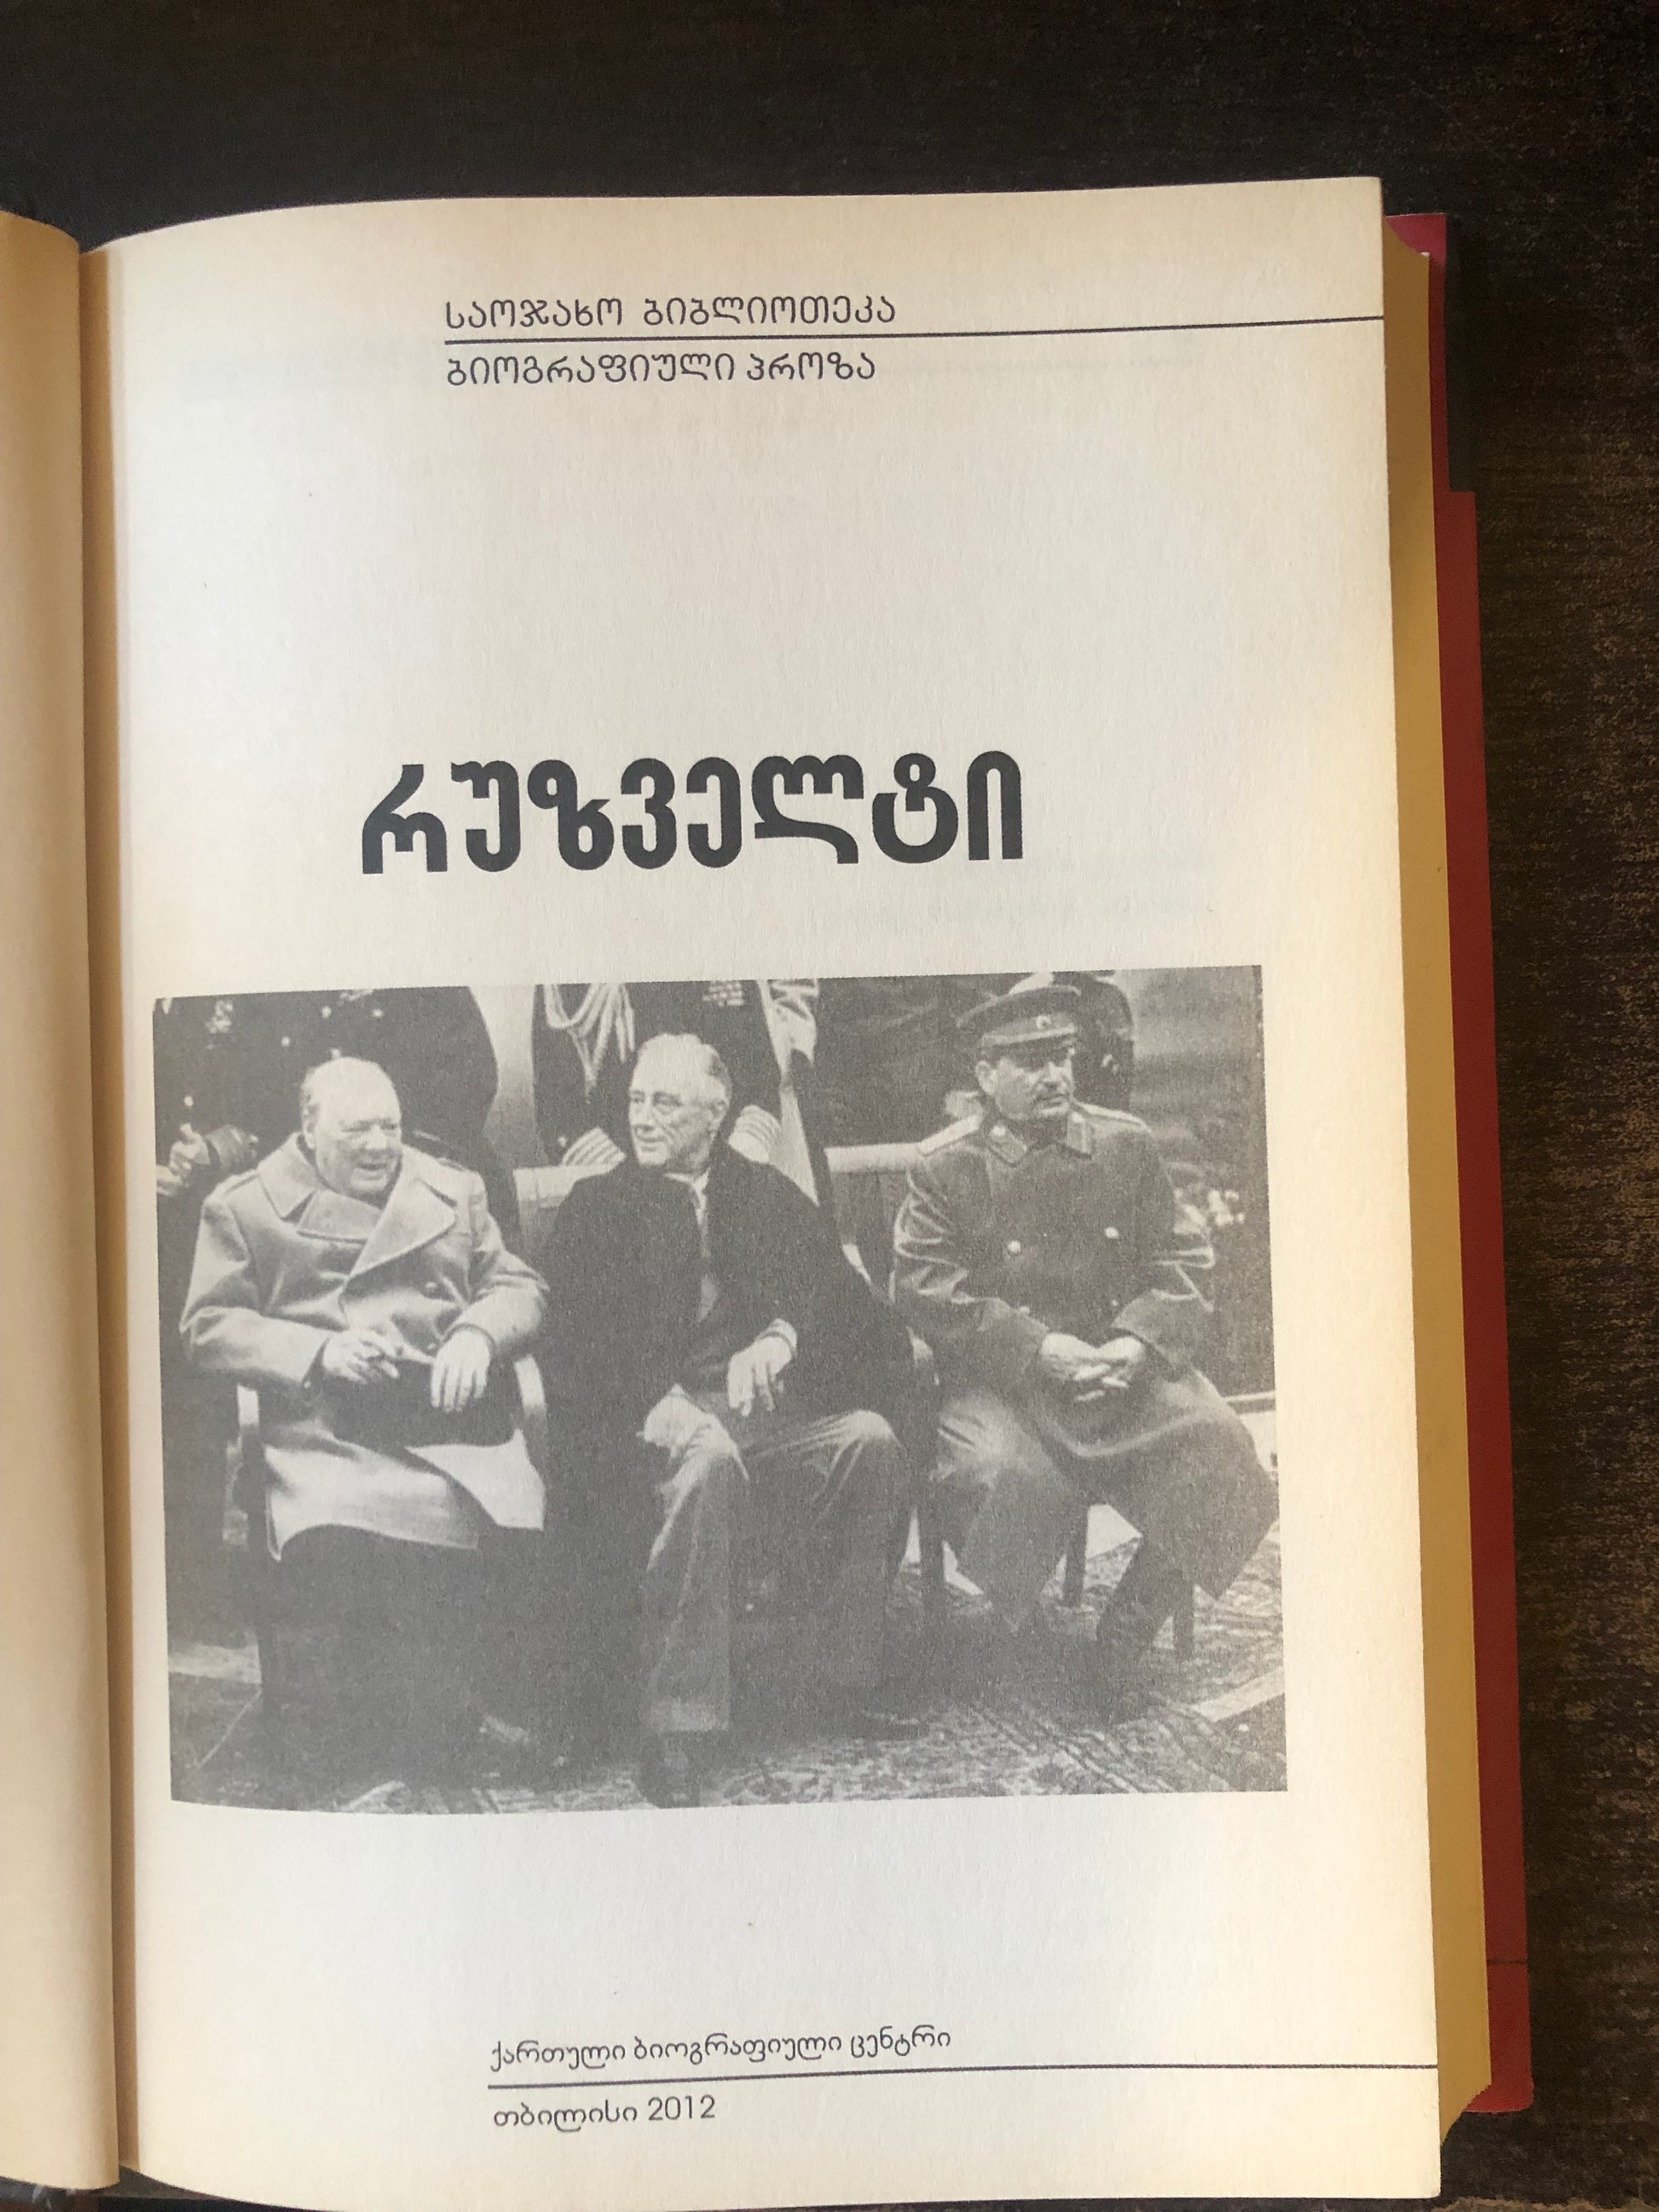 საოჯახო ბიბლიოთეკა
ბიოგრაფიული პროზა
რუზველტი
ქართული ბიოგრაფიული ცენტრი
თბილისი 2012